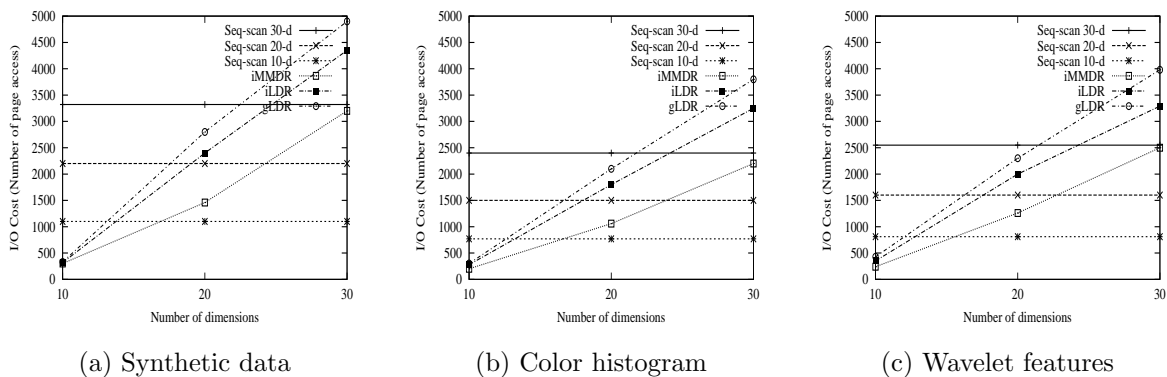 I/O Cost (Number of page access)
5000
4500
4000
3500
3000
2500
2000
1500
1000
500
0
Seq-scan 30-d
Seq-scan 20-d
Seq-scan 10-d
iMMDR
iLDR
gLDR
10
20
30
Number of dimensions
(a) Synthetic data
I/O Cost (Number of page access)
5000
4500
4000
3500
3000
2500
2000
1500
1000
500
0
Seq-scan 30-d
Seq-scan 20-d
Seq-scan 10-d
iMMDR
iLDR
gLDR
10
20
30
Number of dimensions
(b) Color histogram
I/O Cost (Number of page access)
5000
4500
4000
3500
3000
2500
2000
1500
1000
500
0
Seq-scan 30-d
Seq-scan 20-d
Seq-scan 10-d
iMMDR
iLDR
gLDR
10
20
30
Number of dimensions
(c) Wavelet features